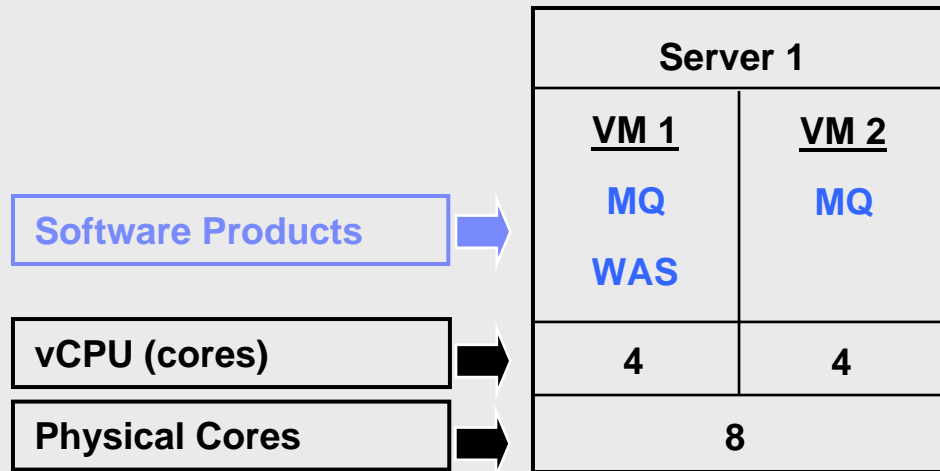 Server 1
VM 1 VM 2
MQ MQ
Software Products
WAS
vCPU (cores) 4 4
Physical Cores 8